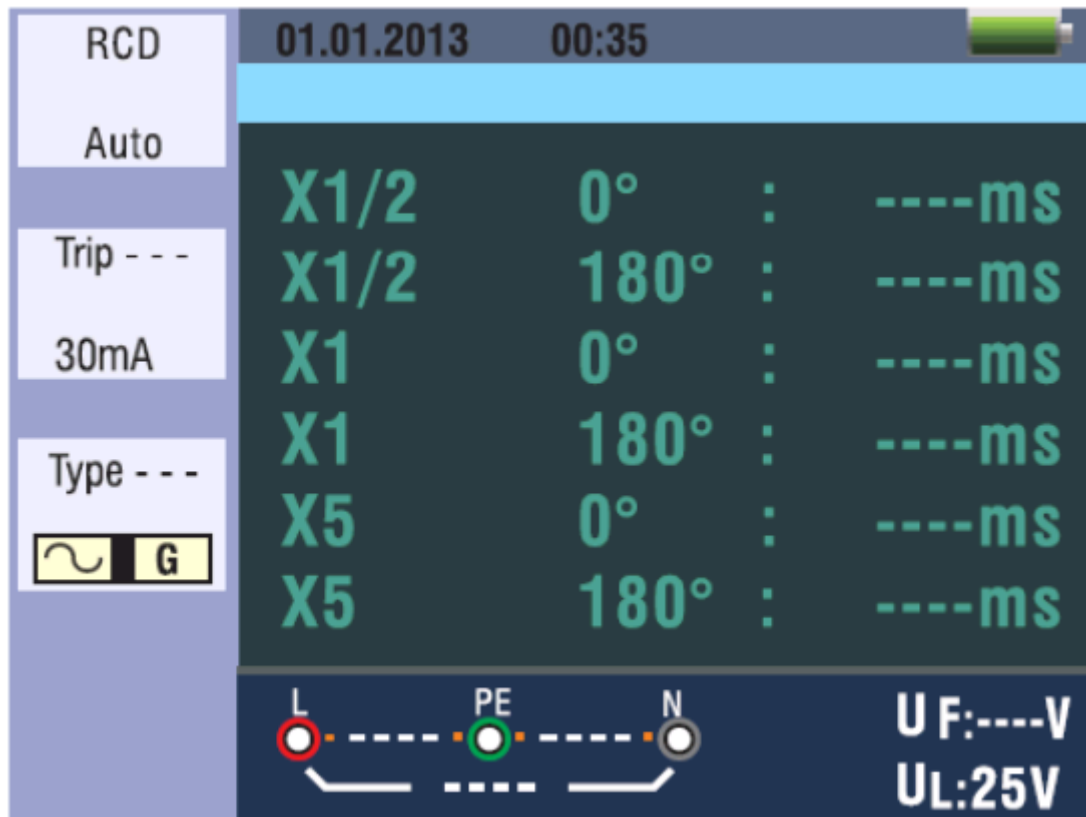 RCD
Auto
Trip - - -
30mA
Type - - -
G
01.01.2013 00:35
X1/2 0° : ----ms
X1/2 180° : ----ms
X1 0° : ----ms
X1 180° : ----ms
X5 0° : ----ms
X5 180° : ----ms
L PE N
----
UF:----V
UL:25V